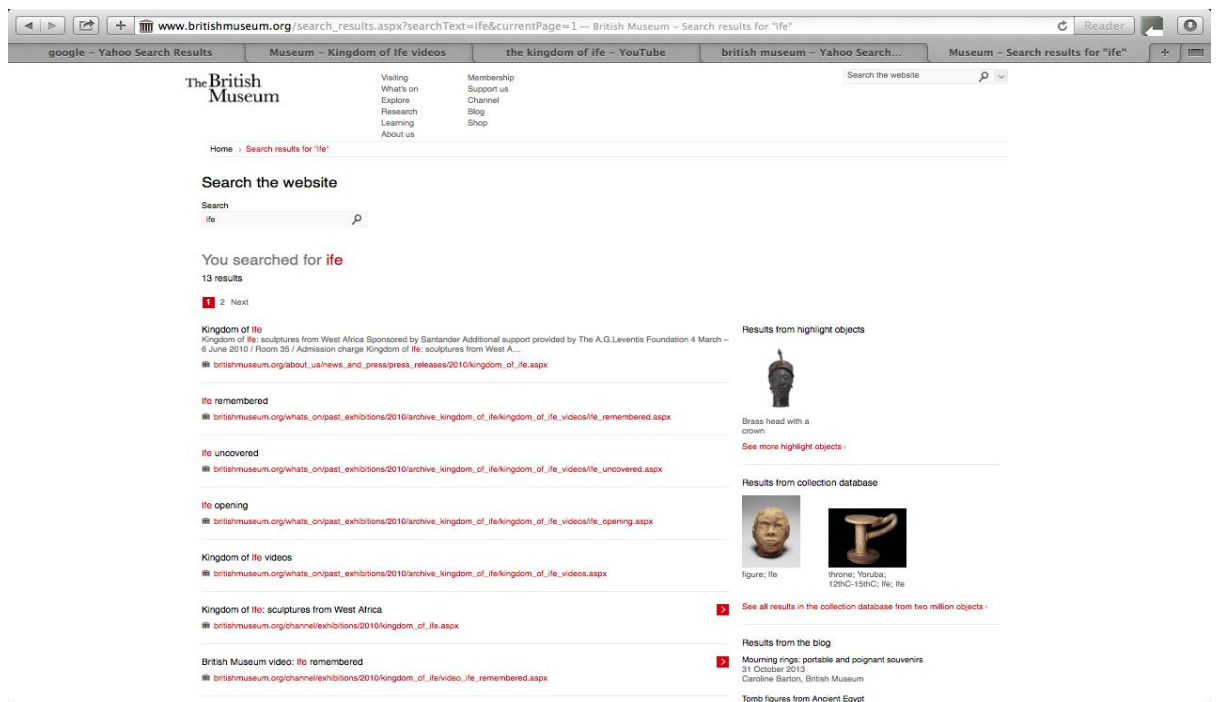 www.britishmuseum.org/search_results.aspx?searchText=ife&currentPage=1 — British Museum – Search results for "ife"
Reader
google – Yahoo Search Results
Museum – Kingdom of Ife videos
the kingdom of ife – YouTube
british museum – Yahoo Search...
Museum – Search results for "ife"
The British
Museum
Visiting
What's on
Explore
Research
Learning
About us
Membership
Support us
Channel
Blog
Shop
Search the website
Home › Search results for "ife"
Search the website
Search
ife
You searched for ife
13 results
1 2 Next
Kingdom of Ife
Kingdom of Ife: sculptures from West Africa Sponsored by Santander Additional support provided by The A.G.Leventis Foundation 4 March –
6 June 2010 / Room 35 / Admission charge Kingdom of Ife: sculptures from West A...
britishmuseum.org/about_us/news_and_press/press_releases/2010/kingdom_of_ife.aspx
Ife remembered
britishmuseum.org/whats_on/past_exhibitions/2010/archive_kingdom_of_ife/kingdom_of_ife_videos/ife_remembered.aspx
Ife uncovered
britishmuseum.org/whats_on/past_exhibitions/2010/archive_kingdom_of_ife/kingdom_of_ife_videos/ife_uncovered.aspx
Ife opening
britishmuseum.org/whats_on/past_exhibitions/2010/archive_kingdom_of_ife/kingdom_of_ife_videos/ife_opening.aspx
Kingdom of Ife videos
britishmuseum.org/whats_on/past_exhibitions/2010/archive_kingdom_of_ife/kingdom_of_ife_videos.aspx
Kingdom of Ife: sculptures from West Africa
britishmuseum.org/channel/exhibitions/2010/kingdom_of_ife.aspx
British Museum video: Ife remembered
britishmuseum.org/channel/exhibitions/2010/kingdom_of_ife/video_ife_remembered.aspx
Results from highlight objects
Brass head with a
crown
See more highlight objects ›
Results from collection database
figure; Ife
throne; Yoruba;
12thC-15thC; Ife; Ife
See all results in the collection database from two million objects ›
Results from the blog
Mourning rings: portable and poignant souvenirs
31 October 2013
Caroline Barton, British Museum
Tomb figures from Ancient Egypt